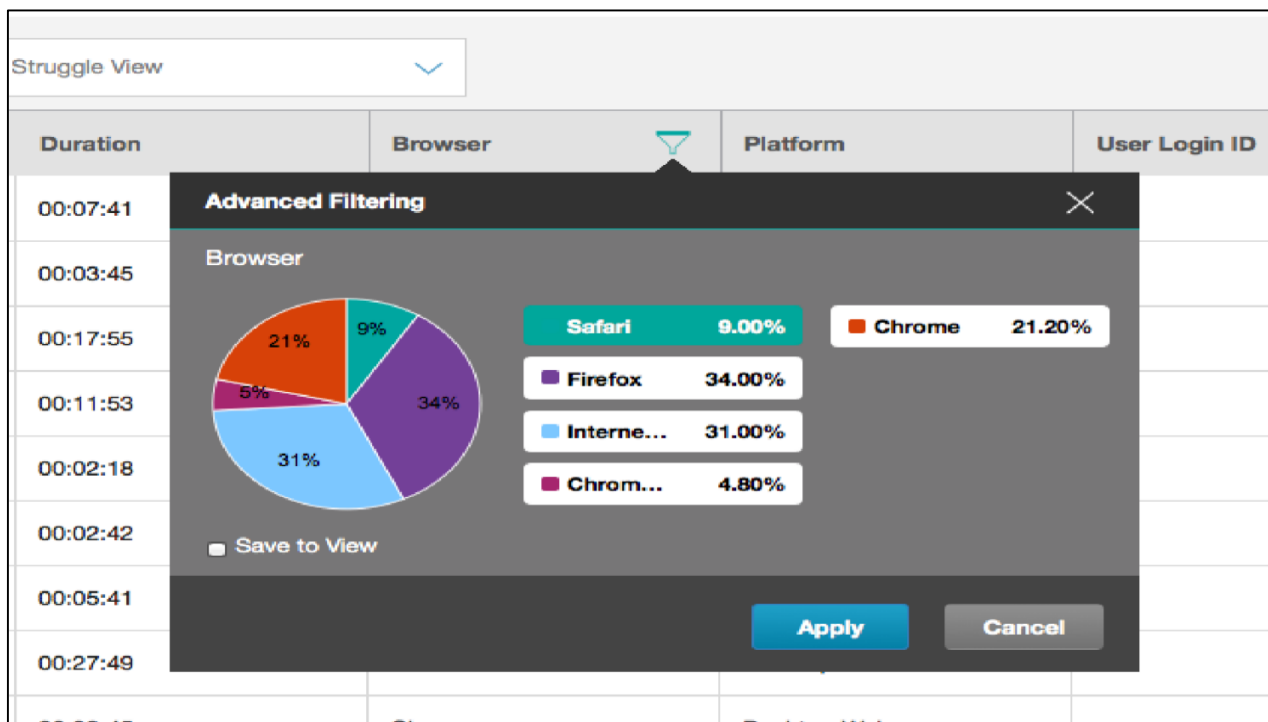 Struggle View
Duration Browser Platform User Login ID
00:07:41
00:03:45
00:17:55
00:11:53
00:02:18
00:02:42
00:05:41
00:27:49
Advanced Filtering
Browser
9%
34%
31%
5%
21%
Safari 9.00%
Firefox 34.00%
Interne... 31.00%
Chrom... 4.80%
Chrome 21.20%
Save to View
Apply Cancel